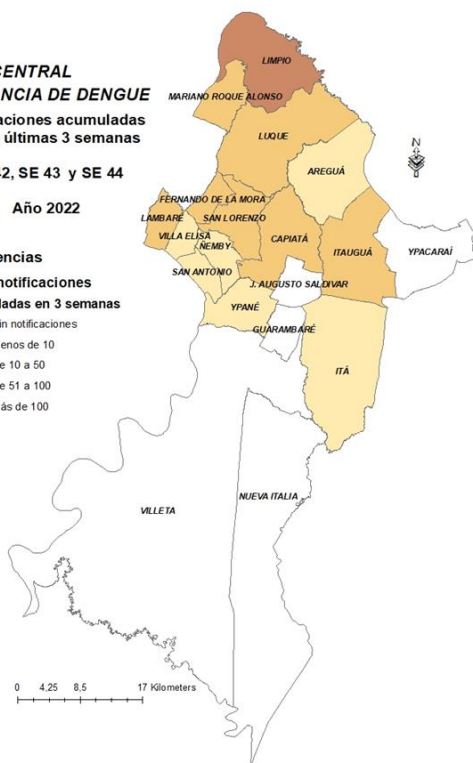 CENTRAL
NCIA DE DENGUE
aciones acumuladas
últimas 3 semanas
42, SE 43 y SE 44
Año 2022
encias
notificaciones
ladas en 3 semanas
in notificaciones
enos de 10
e 10 a 50
e 51 a 100
ás de 100
LIMPIO
MARIANO ROQUE ALONSO
LUQUE
N
AREGUÁ
FERNANDO DE LA MORA
LAMBARÉ
SAN LORENZO
VILLA ELISA
ÑEMBY
CAPIATÁ
ITAUGUÁ
YPACARAÍ
SAN ANTONIO
J. AUGUSTO SALDIVAR
YPANÉ
GUARAMBARÉ
ITÁ
VILLETA
NUEVA ITALIA
0 4,25 8,5 17 Kilometers